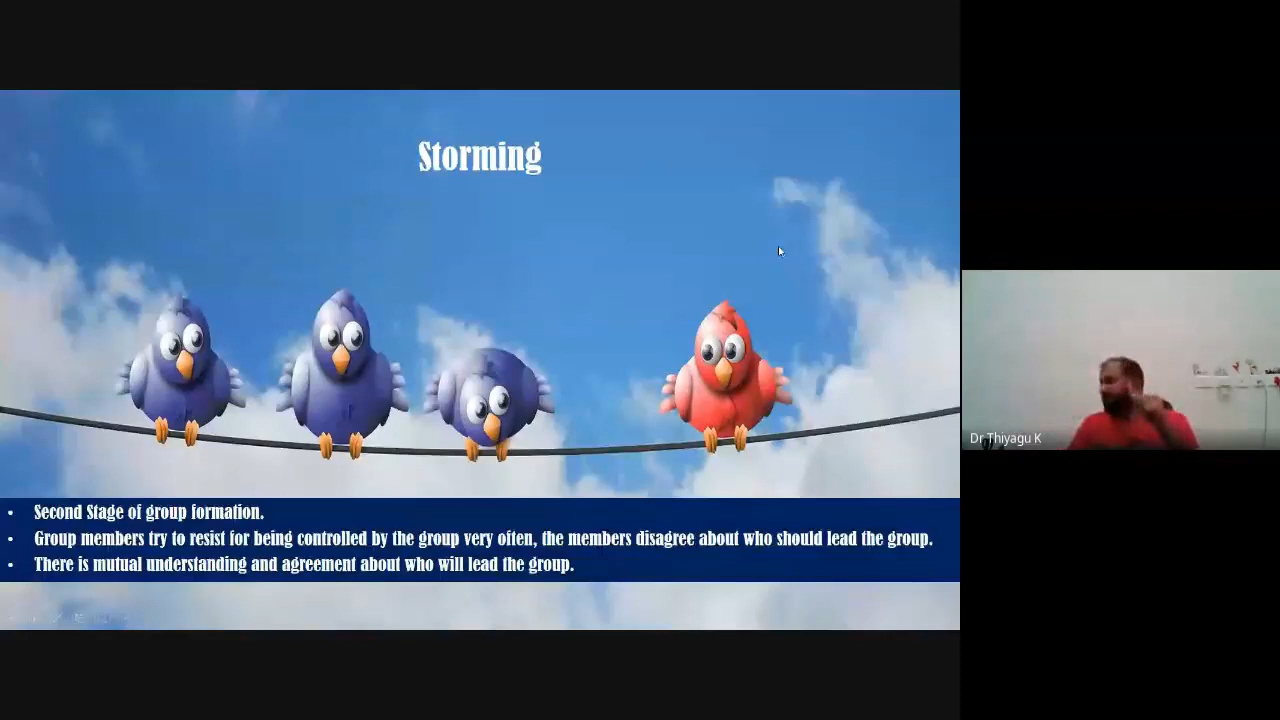 Storming
• Second Stage of group formation.
• Group members try to resist for being controlled by the group very often, the members disagree about who should lead the group.
• There is mutual understanding and agreement about who will lead the group.
Dr Thiyagu K